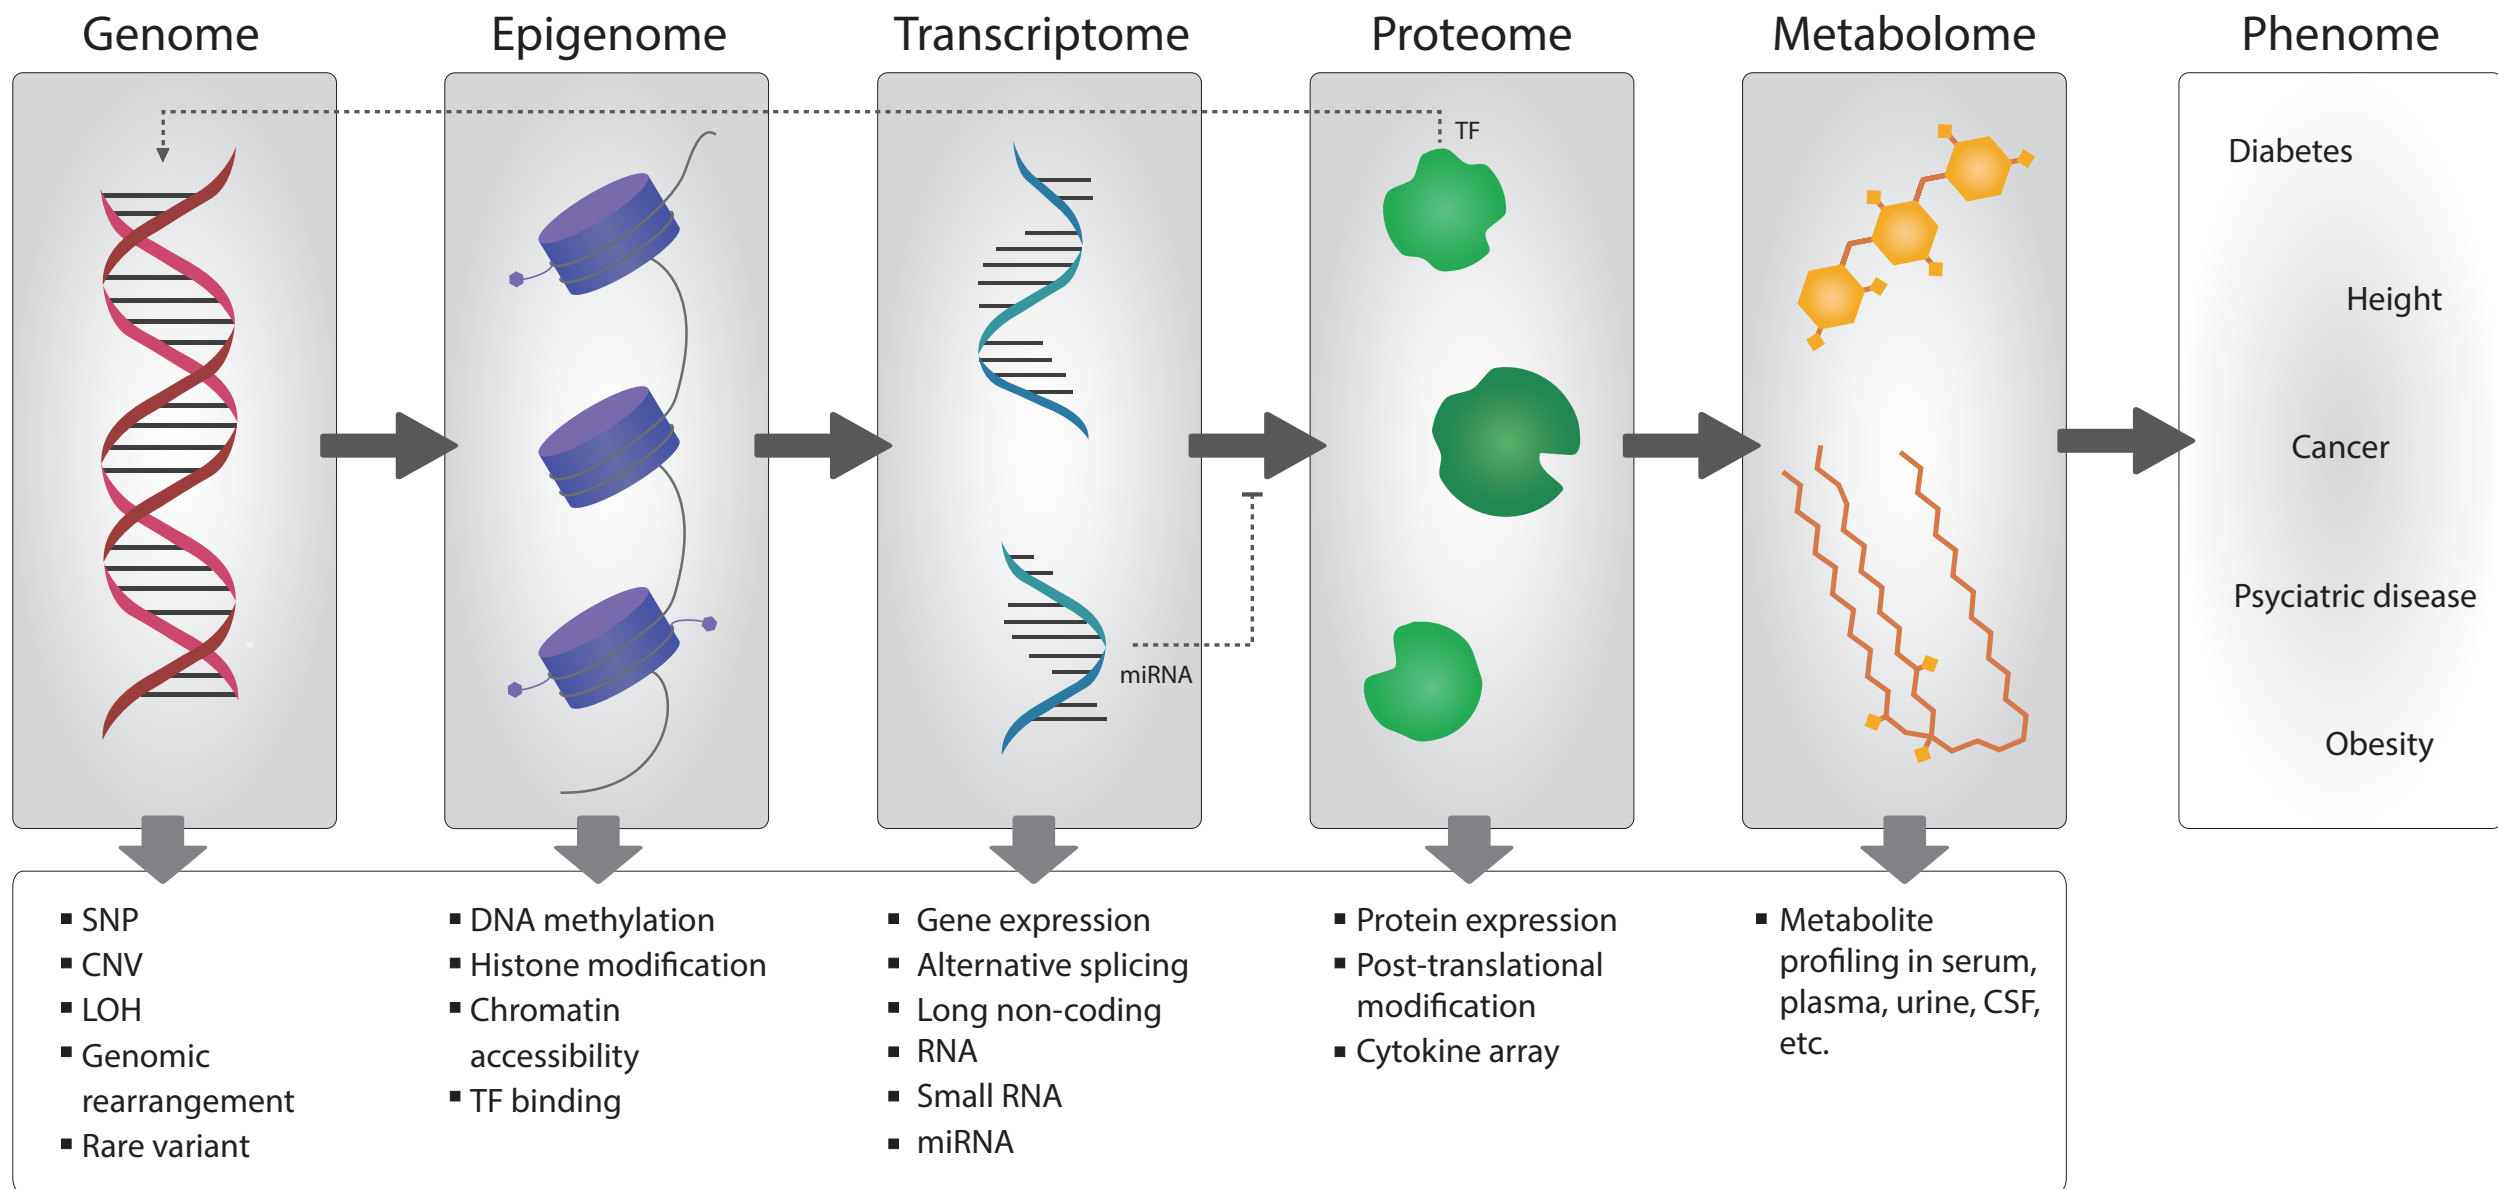 Genome
Epigenome
Transcriptome
Proteome
Metabolome
Phenome
TF
miRNA
Diabetes
Height
Cancer
Psyciatric disease
Obesity
▪ SNP
▪ CNV
▪ LOH
▪ Genomic
rearrangement
▪ Rare variant
▪ DNA methylation
▪ Histone modification
▪ Chromatin
accessibility
▪ TF binding
▪ Gene expression
▪ Alternative splicing
▪ Long non-coding
▪ RNA
▪ Small RNA
▪ miRNA
▪ Protein expression
▪ Post-translational
modification
▪ Cytokine array
▪ Metabolite
profiling in serum,
plasma, urine, CSF,
etc.